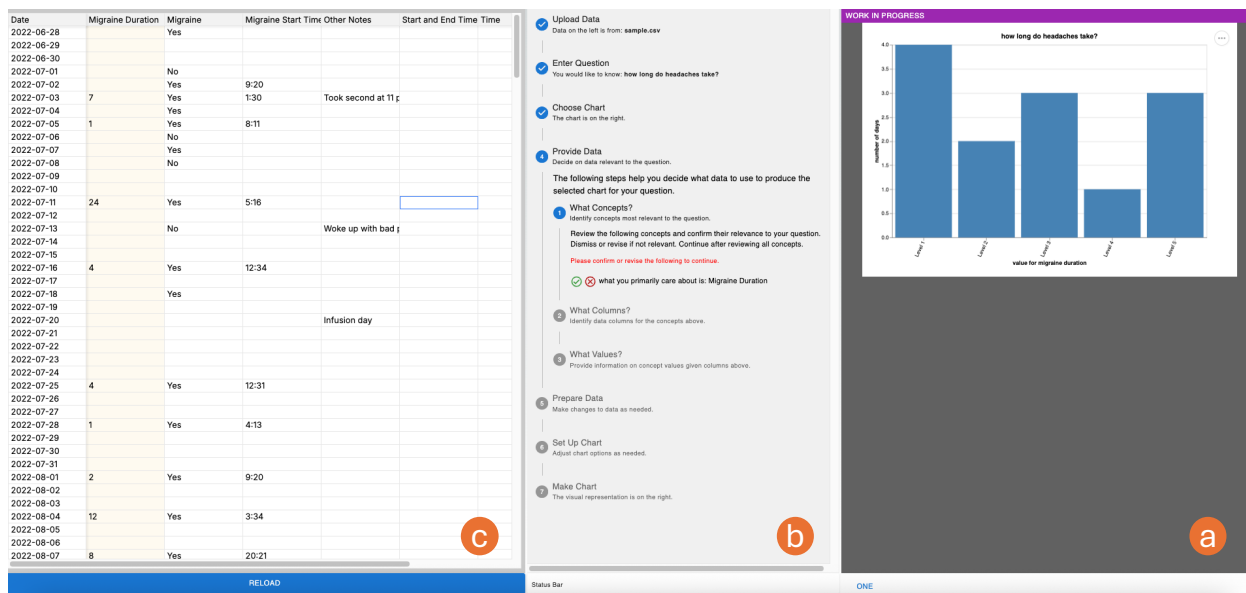 Date Migraine Duration Migraine Migraine Start Time Other Notes Start and End Time Time
2022-06-28 Yes
2022-06-29
2022-06-30
2022-07-01 No
2022-07-02 Yes 9:20
2022-07-03 7 Yes 1:30 Took second at 11 p
2022-07-04 Yes
2022-07-05 1 Yes 8:11
2022-07-06 No
2022-07-07 Yes
2022-07-08 No
2022-07-09
2022-07-10
2022-07-11 24 Yes 5:16
2022-07-12
2022-07-13 No Woke up with bad p
2022-07-14
2022-07-15
2022-07-16 4 Yes 12:34
2022-07-17
2022-07-18 Yes
2022-07-19
2022-07-20 Infusion day
2022-07-21
2022-07-22
2022-07-23
2022-07-24
2022-07-25 4 Yes 12:31
2022-07-26
2022-07-27
2022-07-28 1 Yes 4:13
2022-07-29
2022-07-30
2022-07-31
2022-08-01 2 Yes 9:20
2022-08-02
2022-08-03
2022-08-04 12 Yes 3:34
2022-08-05
2022-08-06
2022-08-07 8 Yes 20:21
c
RELOAD
Upload Data
Data on the left is from: sample.csv
Enter Question
You would like to know: how long do headaches take?
Choose Chart
The chart is on the right.
4 Provide Data
Decide on data relevant to the question.
The following steps help you decide what data to use to produce the
selected chart for your question.
1 What Concepts?
Identify concepts most relevant to the question.
Review the following concepts and confirm their relevance to your question.
Dismiss or revise if not relevant. Continue after reviewing all concepts.
Please confirm or revise the following to continue.
what you primarily care about is: Migraine Duration
2 What Columns?
Identify data columns for the concepts above.
3 What Values?
Provide information on concept values given columns above.
5 Prepare Data
Make changes to data as needed.
6 Set Up Chart
Adjust chart options as needed.
7 Make Chart
The visual representation is on the right.
b
Status Bar
WORK IN PROGRESS
how long do headaches take?
number of days
4.0
3.5
3.0
2.5
2.0
1.5
1.0
0.5
0.0
Level 1 Level 2 Level 3 Level 4 Level 5
value for migraine duration
a
ONE